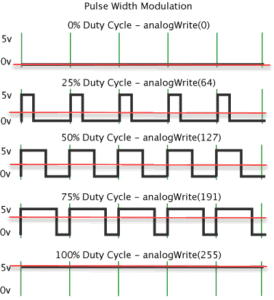 Pulse Width Modulation
0% Duty Cycle - analogWrite(0)
5v
0v
25% Duty Cycle - analogWrite(64)
5v
0v
50% Duty Cycle - analogWrite(127)
5v
0v
75% Duty Cycle - analogWrite(191)
5v
0v
100% Duty Cycle - analogWrite(255)
5v
0v